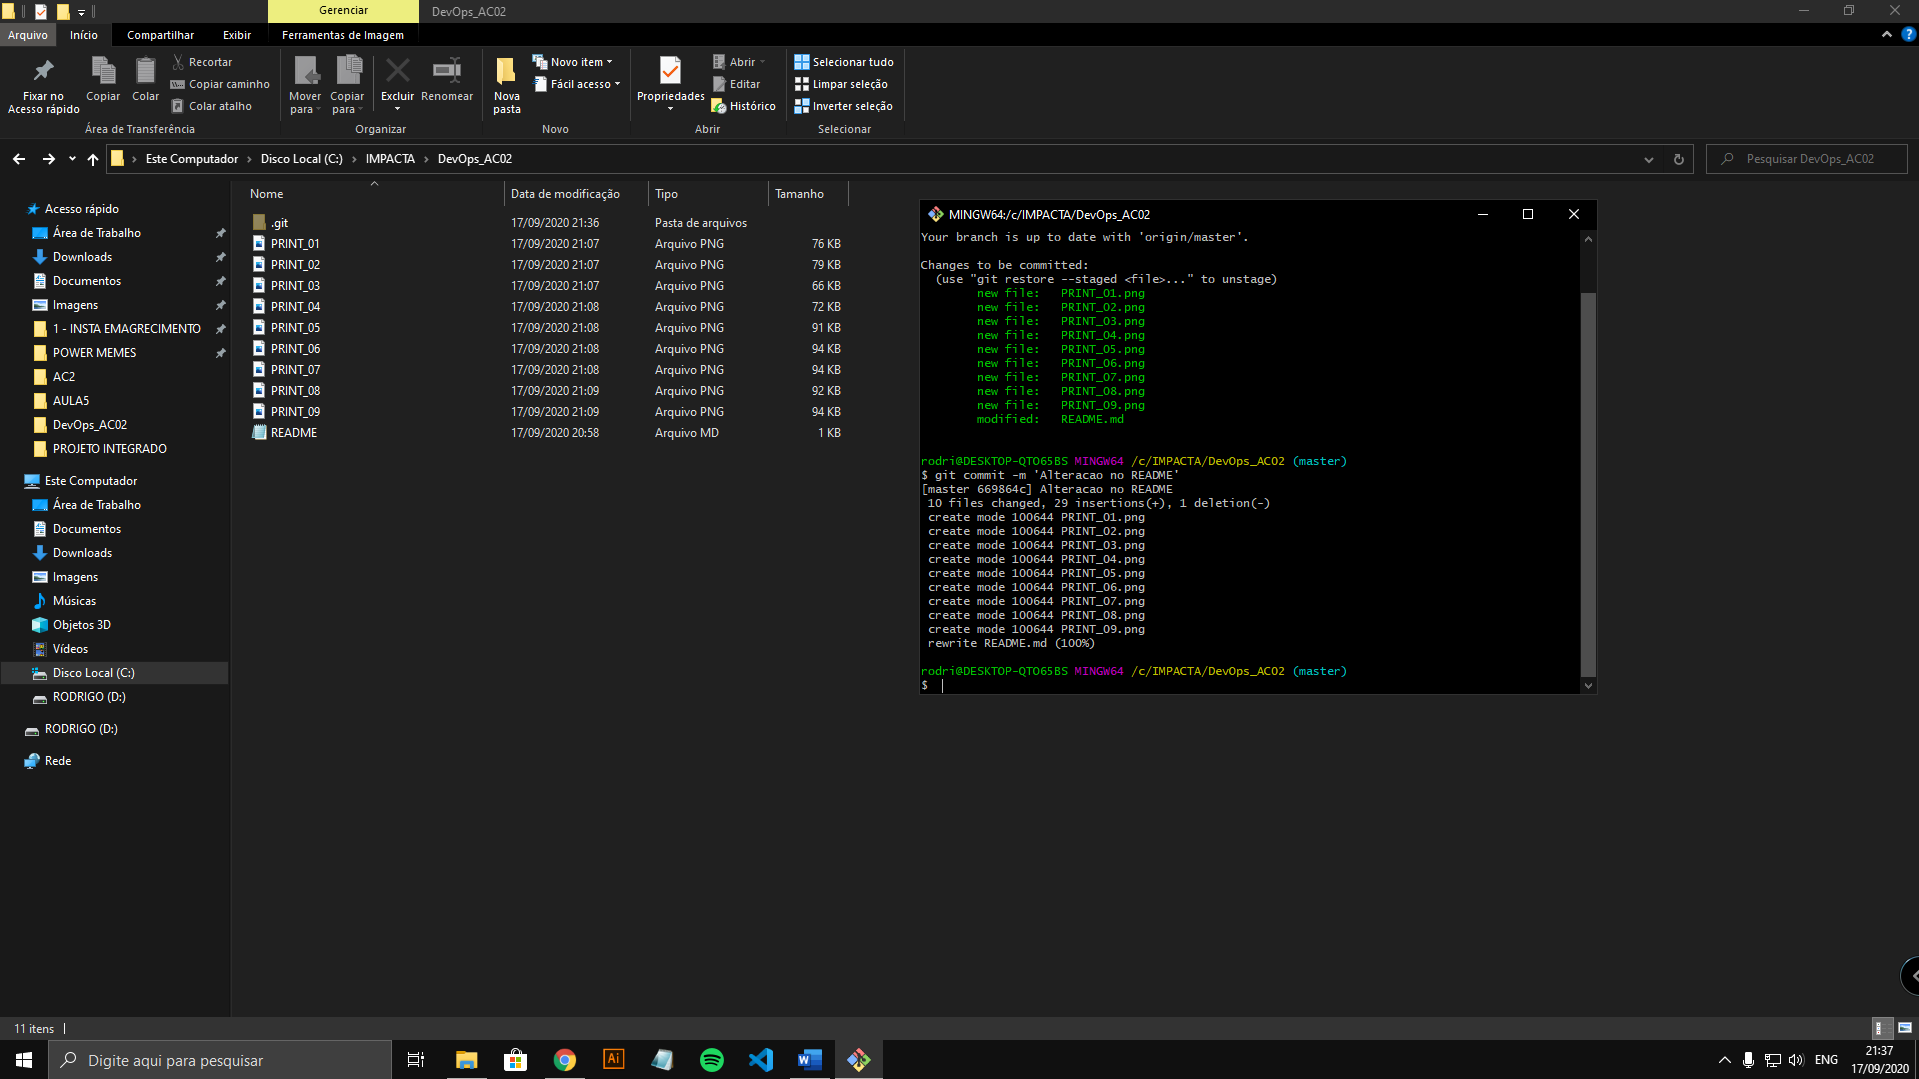 Gerenciar
DevOps_AC02
Arquivo
Início
Compartilhar
Exibir
Ferramentas de Imagem
Fixar no
Acesso rápido
Copiar
Colar
Recortar
Copiar caminho
Colar atalho
Área de Transferência
Mover
para
Copiar
para
Excluir
Renomear
Organizar
Nova
pasta
Novo item
Fácil acesso
Novo
Propriedades
Abrir
Editar
Histórico
Abrir
Selecionar tudo
Limpar seleção
Inverter seleção
Selecionar
Este Computador
Disco Local (C:)
IMPACTA
DevOps_AC02
Pesquisar DevOps_AC02
Acesso rápido
Área de Trabalho
Downloads
Documentos
Imagens
1 - INSTA EMAGRECIMENTO
POWER MEMES
AC2
AULA5
DevOps_AC02
PROJETO INTEGRADO
Este Computador
Área de Trabalho
Documentos
Downloads
Imagens
Músicas
Objetos 3D
Vídeos
Disco Local (C:)
RODRIGO (D:)
RODRIGO (D:)
Rede
Nome Data de modificação Tipo Tamanho
.git 17/09/2020 21:36 Pasta de arquivos
PRINT_01 17/09/2020 21:07 Arquivo PNG 76 KB
PRINT_02 17/09/2020 21:07 Arquivo PNG 79 KB
PRINT_03 17/09/2020 21:07 Arquivo PNG 66 KB
PRINT_04 17/09/2020 21:08 Arquivo PNG 72 KB
PRINT_05 17/09/2020 21:08 Arquivo PNG 91 KB
PRINT_06 17/09/2020 21:08 Arquivo PNG 94 KB
PRINT_07 17/09/2020 21:08 Arquivo PNG 94 KB
PRINT_08 17/09/2020 21:09 Arquivo PNG 92 KB
PRINT_09 17/09/2020 21:09 Arquivo PNG 94 KB
README 17/09/2020 20:58 Arquivo MD 1 KB
MINGW64:/c/IMPACTA/DevOps_AC02
Your branch is up to date with 'origin/master'.
Changes to be committed:
(use "git restore --staged <file>..." to unstage)
new file: PRINT_01.png
new file: PRINT_02.png
new file: PRINT_03.png
new file: PRINT_04.png
new file: PRINT_05.png
new file: PRINT_06.png
new file: PRINT_07.png
new file: PRINT_08.png
new file: PRINT_09.png
modified: README.md
rodri@DESKTOP-QTO65BS MINGW64 /c/IMPACTA/DevOps_AC02 (master)
$ git commit -m 'Alteracao no README'
[master 669864c] Alteracao no README
10 files changed, 29 insertions(+), 1 deletion(-)
create mode 100644 PRINT_01.png
create mode 100644 PRINT_02.png
create mode 100644 PRINT_03.png
create mode 100644 PRINT_04.png
create mode 100644 PRINT_05.png
create mode 100644 PRINT_06.png
create mode 100644 PRINT_07.png
create mode 100644 PRINT_08.png
create mode 100644 PRINT_09.png
rewrite README.md (100%)
rodri@DESKTOP-QTO65BS MINGW64 /c/IMPACTA/DevOps_AC02 (master)
$
11 itens
Digite aqui para pesquisar
Ai
ENG
21:37
17/09/2020